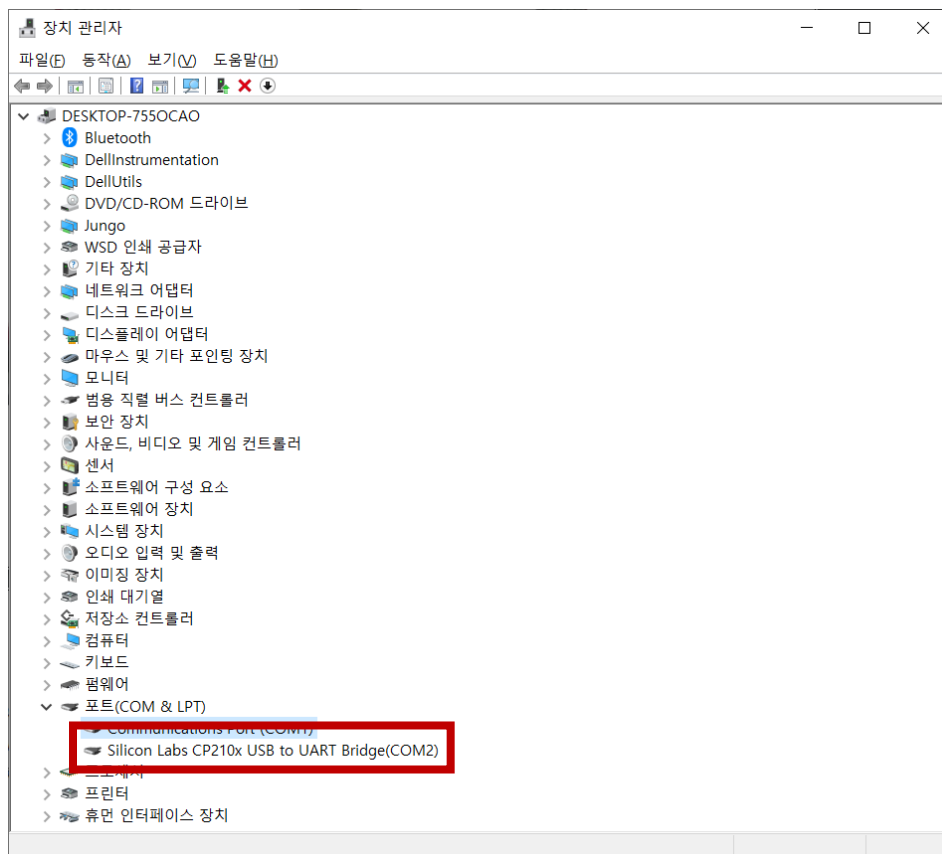 장치 관리자
파일(F) 동작(A) 보기(V) 도움말(H)
DESKTOP-755OCAO
Bluetooth
DellInstrumentation
DellUtils
DVD/CD-ROM 드라이브
Jungo
WSD 인쇄 공급자
기타 장치
네트워크 어댑터
디스크 드라이브
디스플레이 어댑터
마우스 및 기타 포인팅 장치
모니터
범용 직렬 버스 컨트롤러
보안 장치
사운드, 비디오 및 게임 컨트롤러
센서
소프트웨어 구성 요소
소프트웨어 장치
시스템 장치
오디오 입력 및 출력
이미징 장치
인쇄 대기열
저장소 컨트롤러
컴퓨터
키보드
펌웨어
포트(COM & LPT)
Communications Port (COM1)
Silicon Labs CP210x USB to UART Bridge(COM2)
프로세서
프린터
휴먼 인터페이스 장치